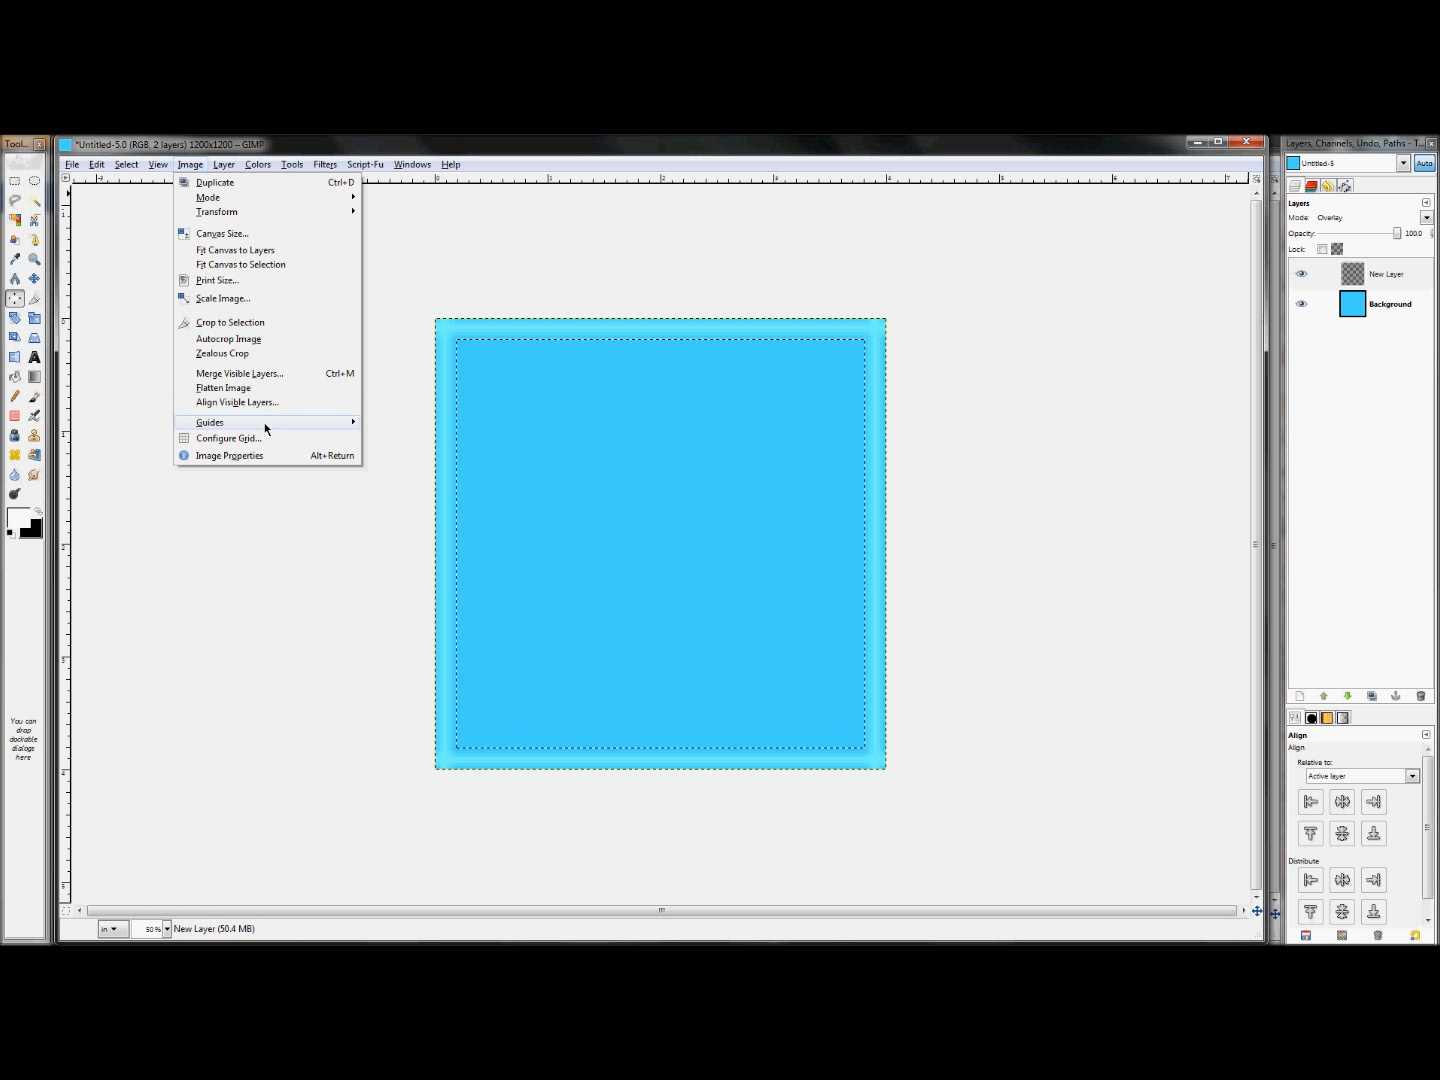 Tool...
*Untitled-5.0 (RGB, 2 layers) 1200x1200 – GIMP
File Edit Select View Image Layer Colors Tools Filters Script-Fu Windows Help
Duplicate Ctrl+D
Mode
Transform
Canvas Size...
Fit Canvas to Layers
Fit Canvas to Selection
Print Size...
Scale Image...
Crop to Selection
Autocrop Image
Zealous Crop
Merge Visible Layers... Ctrl+M
Flatten Image
Align Visible Layers...
Guides
Configure Grid...
Image Properties Alt+Return
You can
drop
dockable
dialogs
here
in 50% New Layer (50.4 MB)
Layers, Channels, Undo, Paths - T...
Untitled-5 Auto
Layers
Mode: Overlay
Opacity: 100.0
Lock:
New Layer
Background
Align
Align
Relative to:
Active layer
Distribute